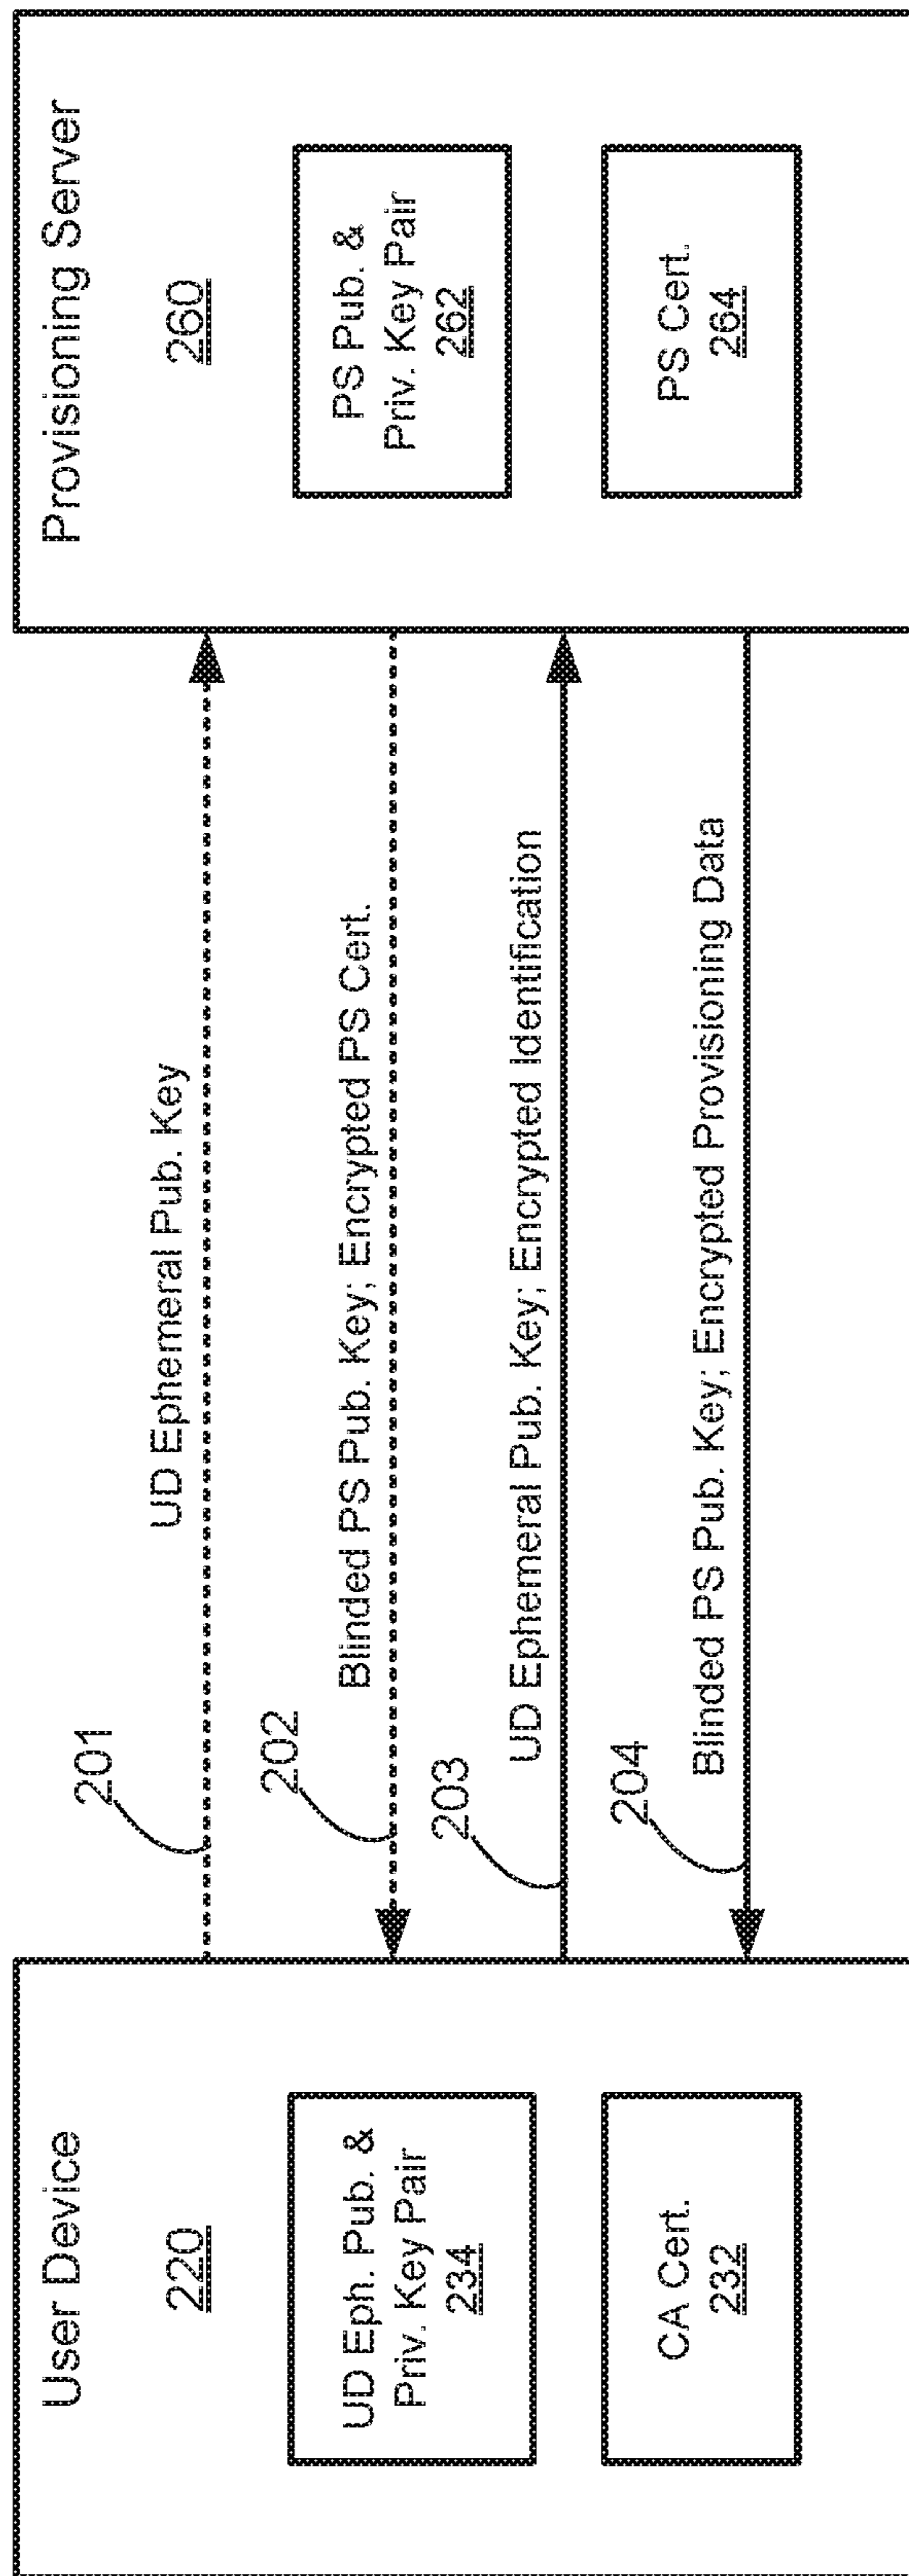 User Device
220
UD Eph. Pub. &
Priv. Key Pair
234
CA Cert.
232
201
UD Ephemeral Pub. Key
202
Blinded PS Pub. Key; Encrypted PS Cert.
203
UD Ephemeral Pub. Key; Encrypted Identification
204
Blinded PS Pub. Key; Encrypted Provisioning Data
Provisioning Server
260
PS Pub. &
Priv. Key Pair
262
PS Cert.
264